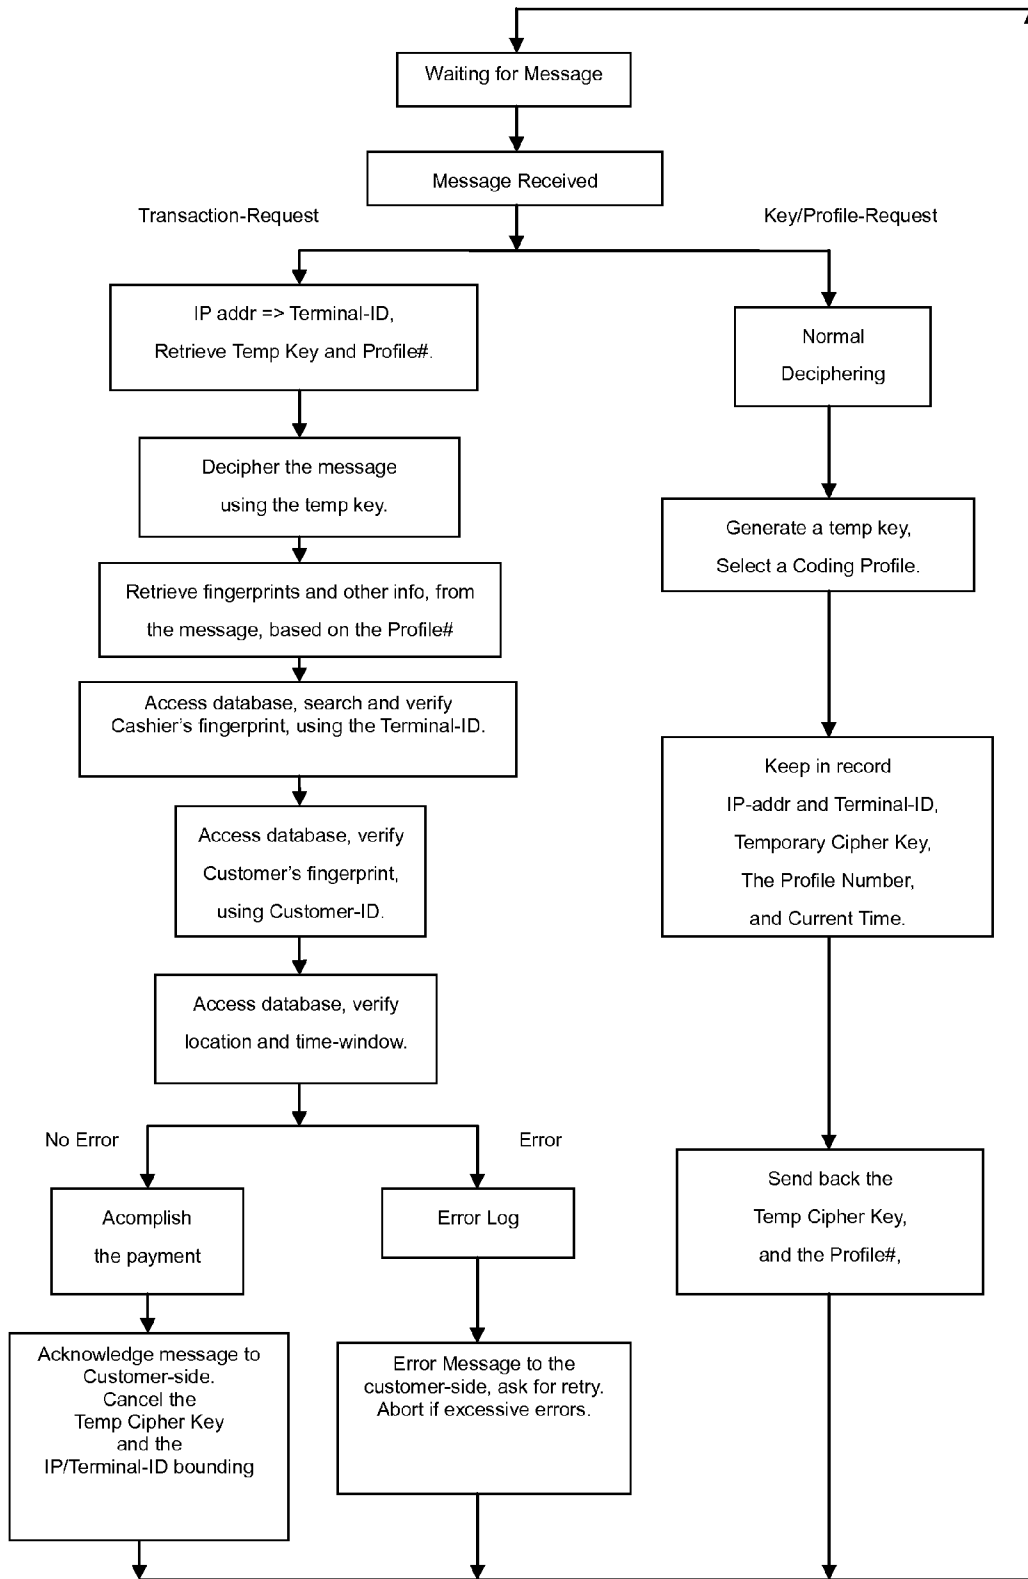 Waiting for Message
Message Received
Transaction-Request
Key/Profile-Request
IP addr => Terminal-ID,
Retrieve Temp Key and Profile#.
Decipher the message
using the temp key.
Retrieve fingerprints and other info, from
the message, based on the Profile#
Access database, search and verify
Cashier's fingerprint, using the Terminal-ID.
Access database, verify
Customer's fingerprint,
using Customer-ID.
Access database, verify
location and time-window.
No Error
Error
Acomplish
the payment
Error Log
Acknowledge message to
Customer-side.
Cancel the
Temp Cipher Key
and the
IP/Terminal-ID bounding
Error Message to the
customer-side, ask for retry.
Abort if excessive errors.
Normal
Deciphering
Generate a temp key,
Select a Coding Profile.
Keep in record
IP-addr and Terminal-ID,
Temporary Cipher Key,
The Profile Number,
and Current Time.
Send back the
Temp Cipher Key,
and the Profile#,